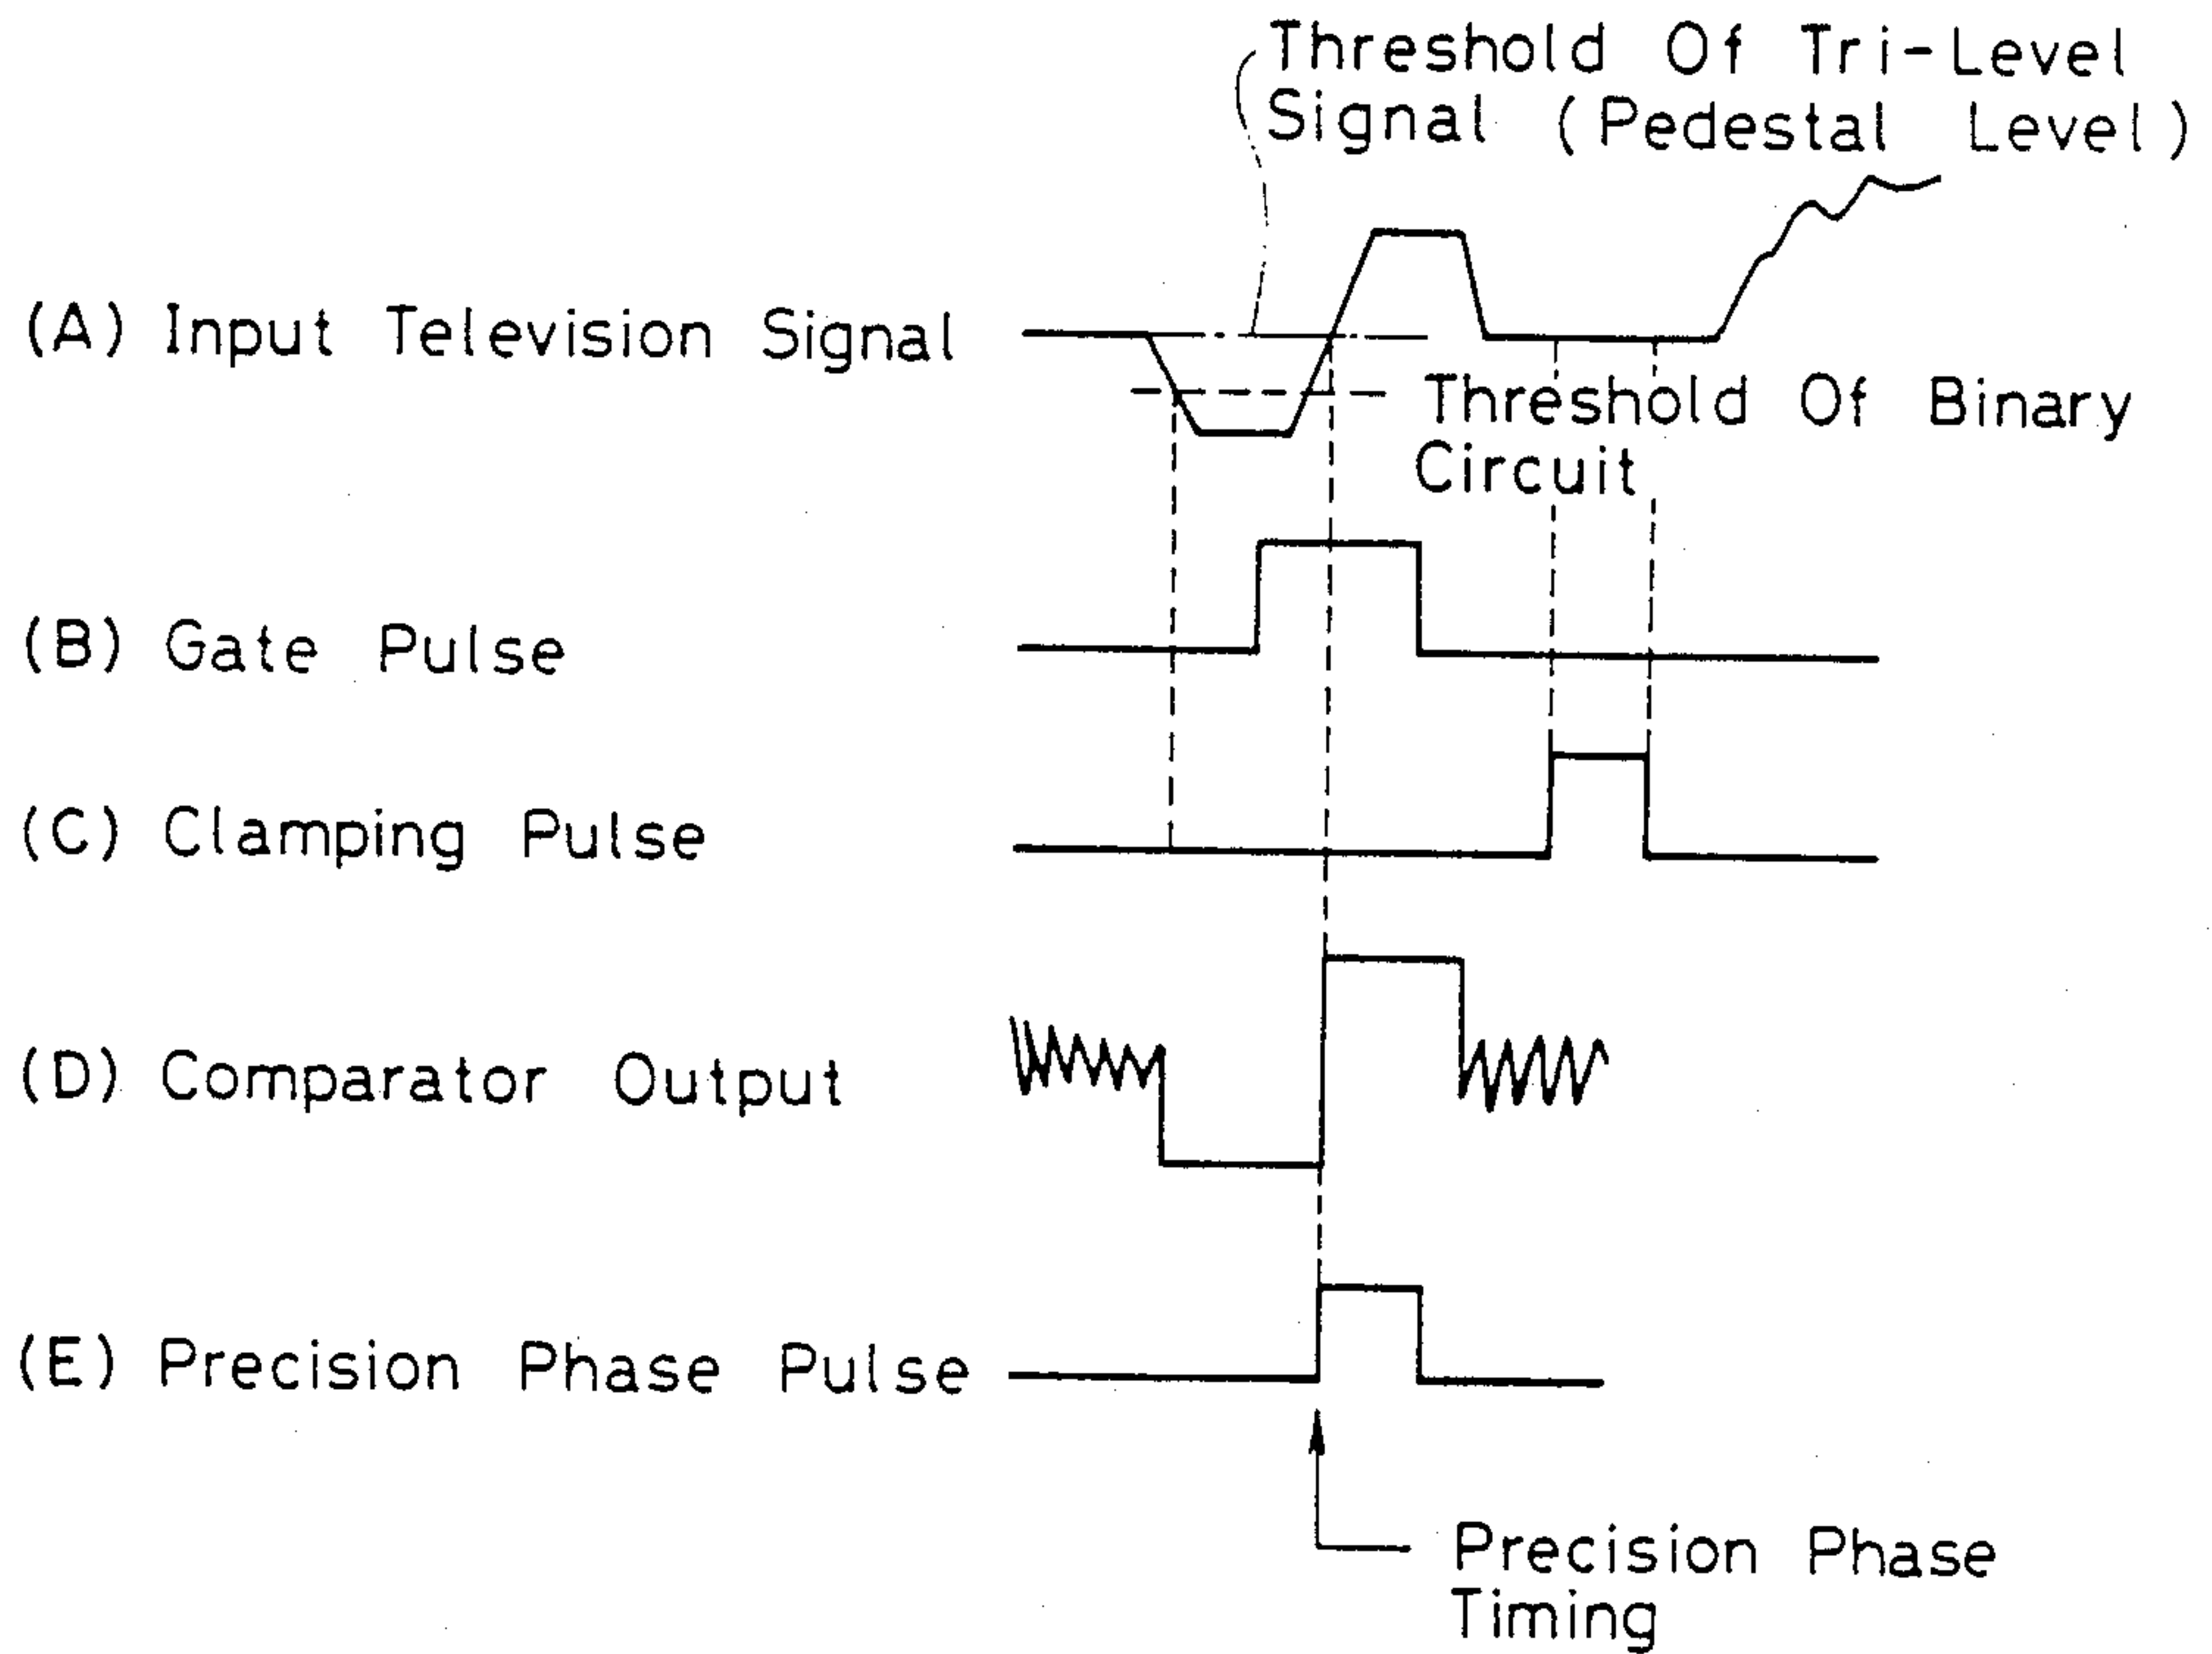 Threshold Of Tri-Level
Signal (Pedestal Level)
(A) Input Television Signal
Threshold Of Binary
Circuit
(B) Gate Pulse
(C) Clamping Pulse
(D) Comparator Output
(E) Precision Phase Pulse
Precision Phase
Timing